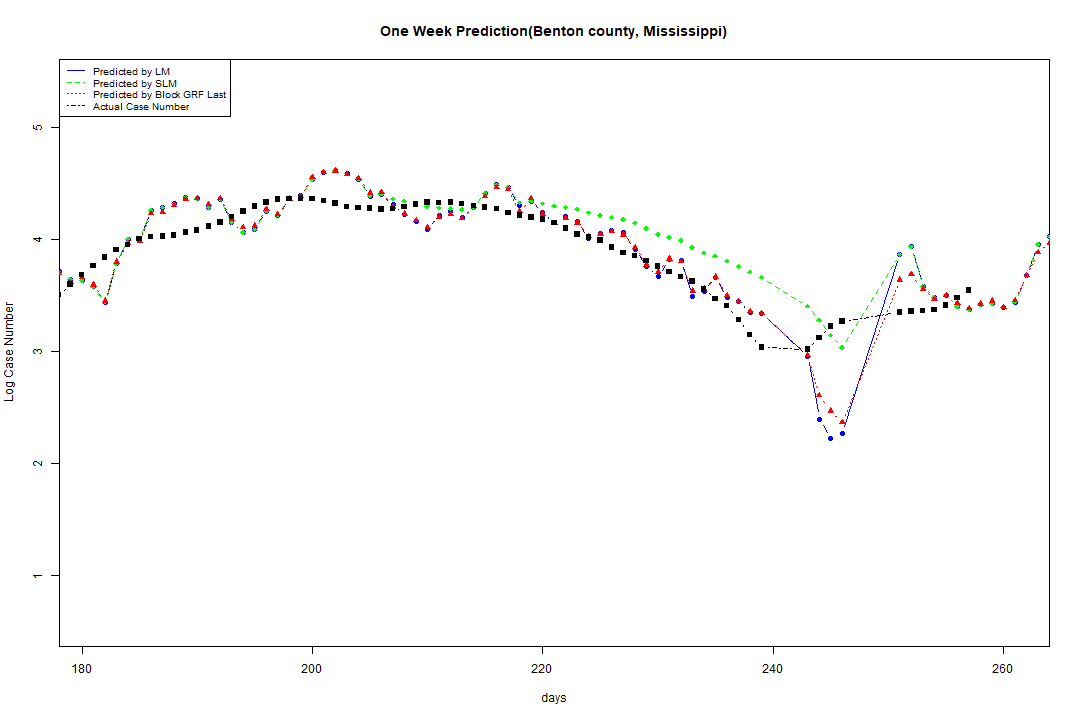 One Week Prediction(Benton county, Mississippi)
Predicted by LM
Predicted by SLM
Predicted by Block GRF Last
Actual Case Number
5
4
3
2
1
Log Case Number
180 200 220 240 260
days